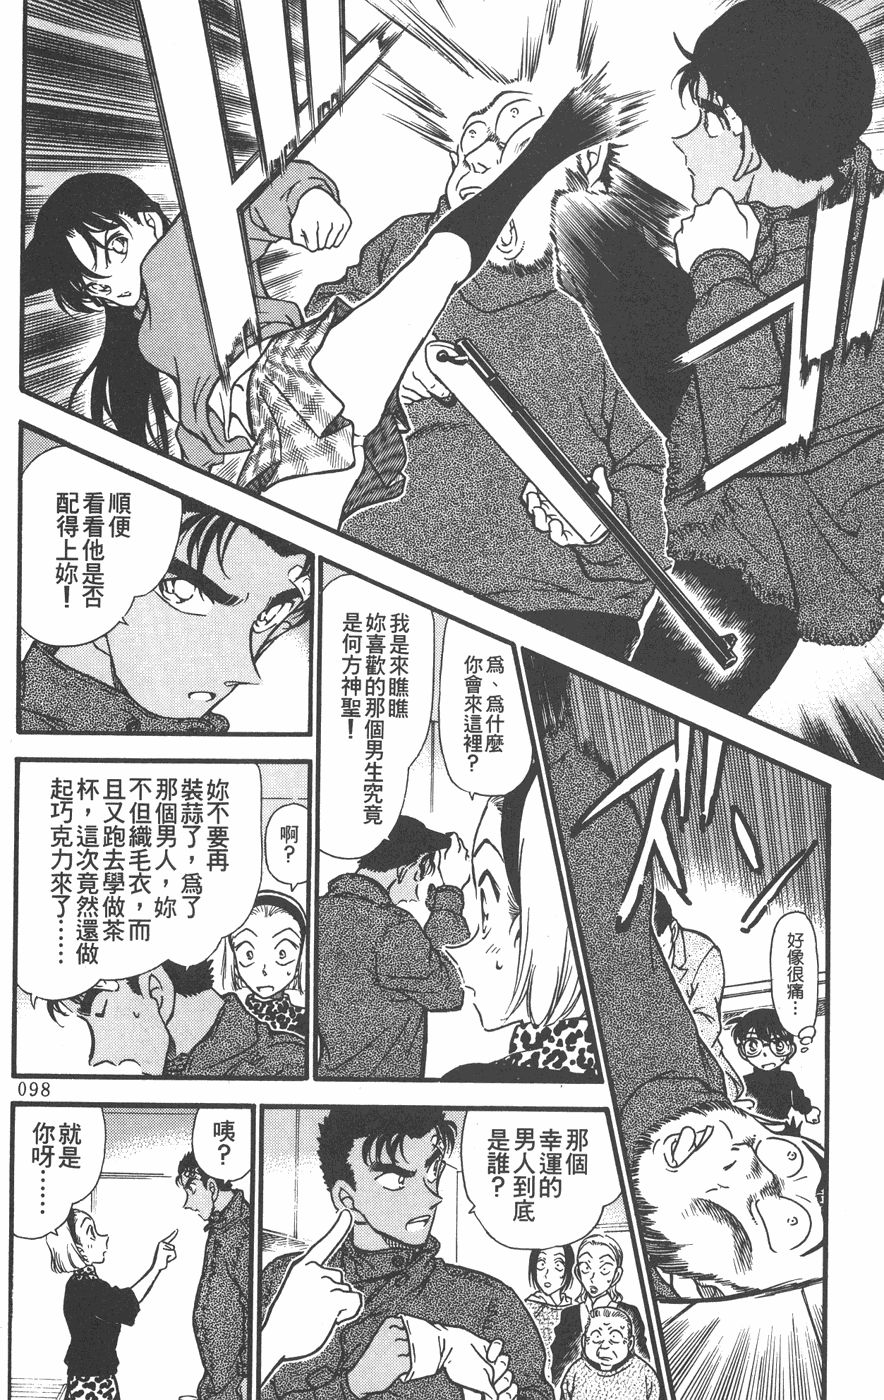 好像很痛…
為、為什麼
你會來這裡？
我是來瞧瞧
妳喜歡的那個男生究竟
是何方神聖！
順便
看看他是否
配得上妳！
啊？
妳不要再
裝蒜了，為了
那個男人，妳
不但織毛衣，而
且又跑去學做茶
杯，這次竟然還做
起巧克力來了……
098
那個
幸運的
男人到底
是誰？
咦？
就是
你呀……